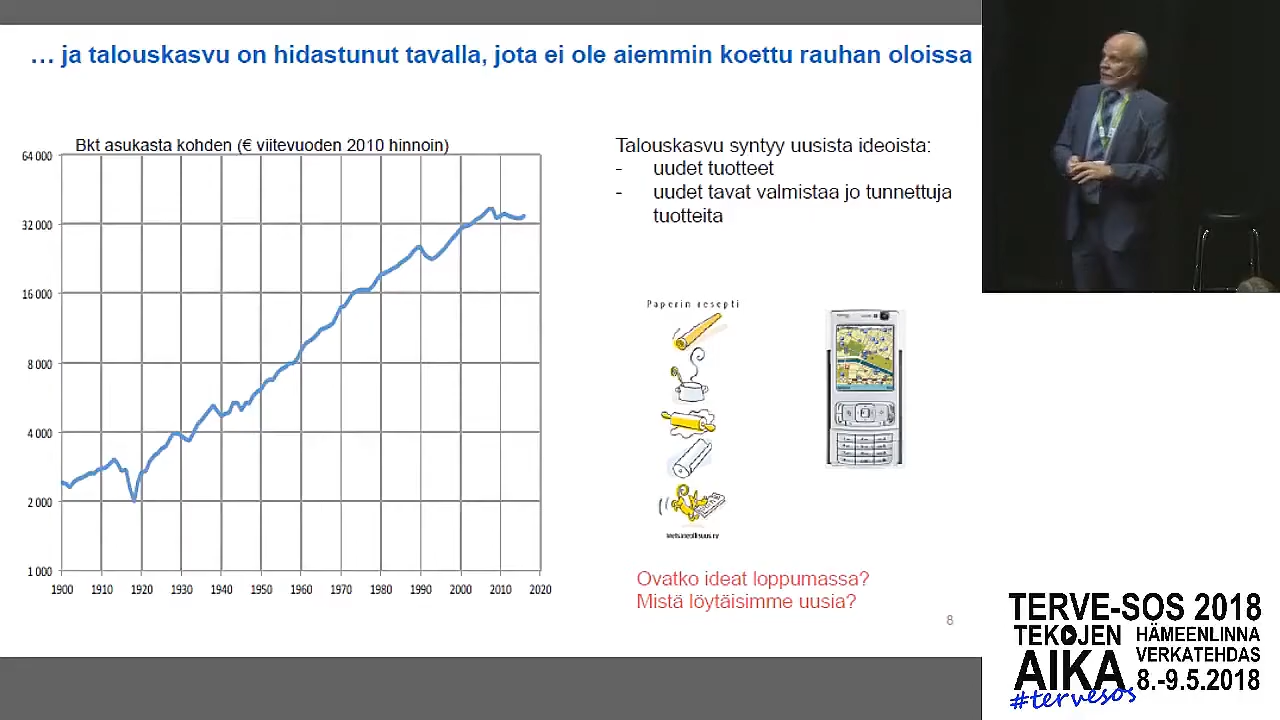 … ja talouskasvu on hidastunut tavalla, jota ei ole aiemmin koettu rauhan oloissa
Bkt asukasta kohden (€ viitevuoden 2010 hinnoin)
64 000
32 000
16 000
8 000
4 000
2 000
1 000
1900 1910 1920 1930 1940 1950 1960 1970 1980 1990 2000 2010 2020
Talouskasvu syntyy uusista ideoista:
- uudet tuotteet
- uudet tavat valmistaa jo tunnettuja
tuotteita
Paperin resepti
Metsäteollisuus ry
Ovatko ideat loppumassa?
Mistä löytäisimme uusia?
8
TERVE-SOS 2018
TEKOJEN
AIKA
HÄMEENLINNA
VERKATEHDAS
8.-9.5.2018
#tervesos